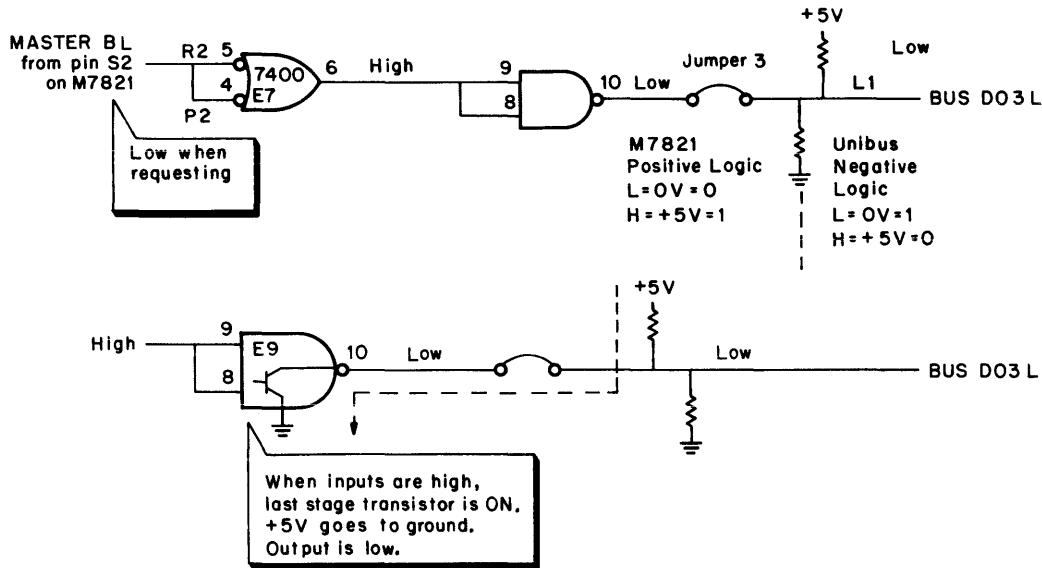 +5V
MASTER BL
from pin S2
on M7821
R2
5
7400
E7
4
P2
6
High
9
8
10
Low
Jumper 3
L1
Low
BUS D03 L
Low when
requesting
M7821
Positive Logic
L=0V=0
H=+5V=1
Unibus
Negative
Logic
L=0V=1
H=+5V=0
+5V
High
9
E9
8
10
Low
Low
BUS D03 L
When inputs are high,
last stage transistor is ON.
+5V goes to ground.
Output is low.